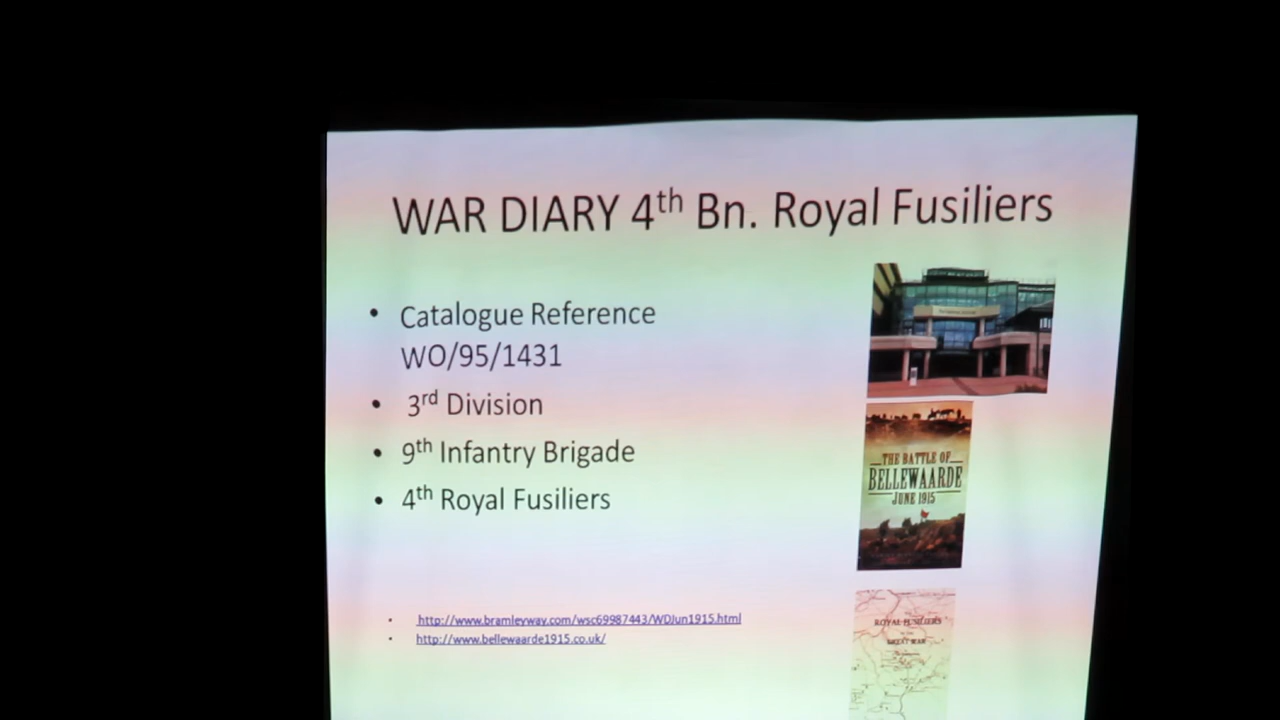 WAR DIARY 4th Bn. Royal Fusiliers
• Catalogue Reference
WO/95/1431
• 3rd Division
• 9th Infantry Brigade
• 4th Royal Fusiliers
• http://www.bramleyway.com/wsc69987443/WDJun1915.html
• http://www.bellewaarde1915.co.uk/
THE BATTLE OF
BELLEWAARDE
JUNE 1915
ROYAL FUSILIERS
GREAT WAR